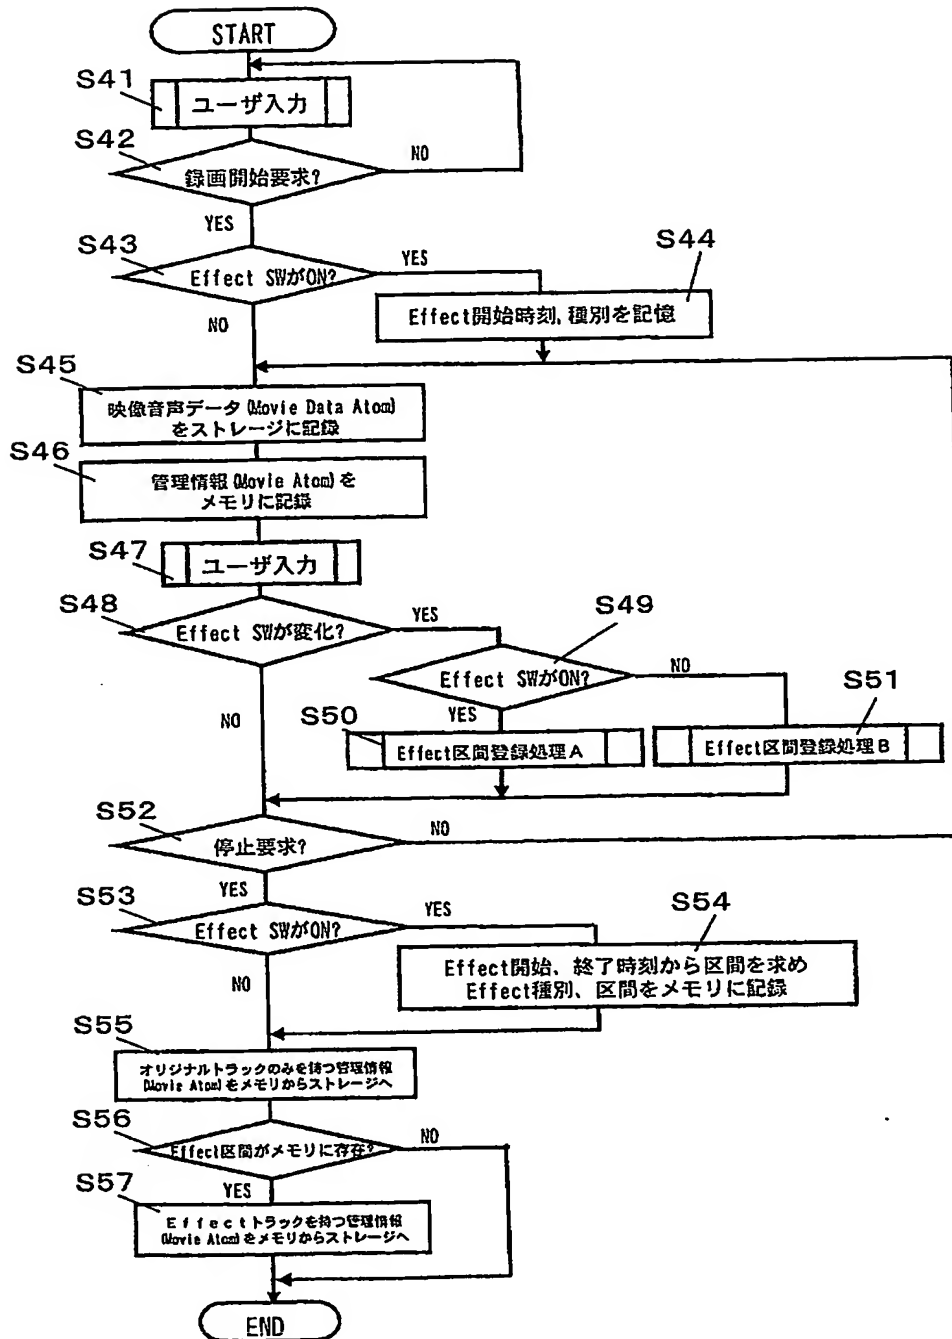 START
S41
ユーザ入力
S42
録画開始要求?
NO
YES
S43
Effect SWがON?
YES
NO
S44
Effect開始時刻,種別を記憶
S45
映像音声データ(Movie Data Atom)
をストレージに記録
S46
管理情報(Movie Atom)を
メモリに記録
S47
ユーザ入力
S48
Effect SWが変化?
YES
NO
S49
Effect SWがON?
NO
YES
S50
Effect区間登録処理A
S51
Effect区間登録処理B
S52
停止要求?
NO
YES
S53
Effect SWがON?
YES
NO
S54
Effect開始、終了時刻から区間を求め
Effect種別、区間をメモリに記録
S55
オリジナルトラックのみを持つ管理情報
(Movie Atom)をメモリからストレージへ
S56
Effect区間がメモリに存在?
NO
YES
S57
Effectトラックを持つ管理情報
(Movie Atom)をメモリからストレージへ
END